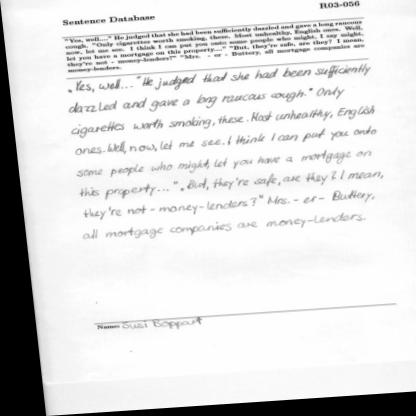 Sentence Database
R03-056
"Yes, well...." He judged that she had been sufficiently dazzled and gave a long raucous
cough. "Only cigarettes worth smoking, these. Most unhealthy, English ones. Well,
now, let me see. I think I can put you onto some people who might, I say might,
let you have a mortgage on this property...." "But, they're safe, are they? I mean,
they're not - money-lenders?" "Mrs. - er - Buttery, all mortgage companies are
money-lenders.
„Yes, well..." He judged that she had been sufficiently
dazzled and gave a long raucous cough." Only
cigarettes worth smoking, these. Most unhealthy, English
ones. Well, now, let me see. I think I can put you onto
some people who might, let you have a mortgage on
this property..." „But, they're safe, are they? I mean,
they're not - money-lenders?" Mrs. - er - Buttery,
all mortgage companies are money-lenders.
Name: Susi Bappart